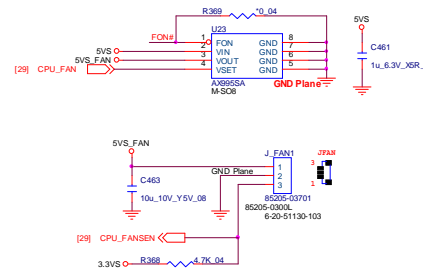 R369 *0_04
U23
FON#
1 FON GND 8
5VS 2 VIN GND 7
5VS_FAN 3 VOUT GND 6
[29] CPU_FAN 4 VSET GND 5
AX995SA
M-SO8
GND Plane
5VS
C461
1u_6.3V_X5R_
5VS_FAN
J_FAN1
JFAN
GND Plane
1
2
3
3
1
C463
10u_10V_Y5V_08
85205-03701
85205-0300L
6-20-51130-103
[29] CPU_FANSEN
3.3VS R368 4.7K_04